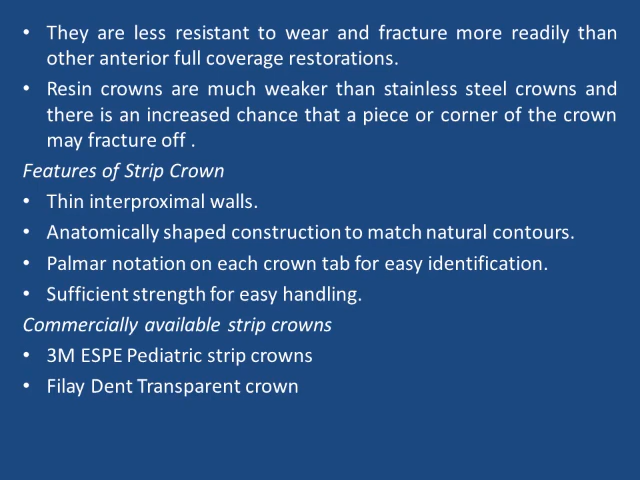 • They are less resistant to wear and fracture more readily than
other anterior full coverage restorations.
• Resin crowns are much weaker than stainless steel crowns and
there is an increased chance that a piece or corner of the crown
may fracture off .
Features of Strip Crown
• Thin interproximal walls.
• Anatomically shaped construction to match natural contours.
• Palmar notation on each crown tab for easy identification.
• Sufficient strength for easy handling.
Commercially available strip crowns
• 3M ESPE Pediatric strip crowns
• Filay Dent Transparent crown